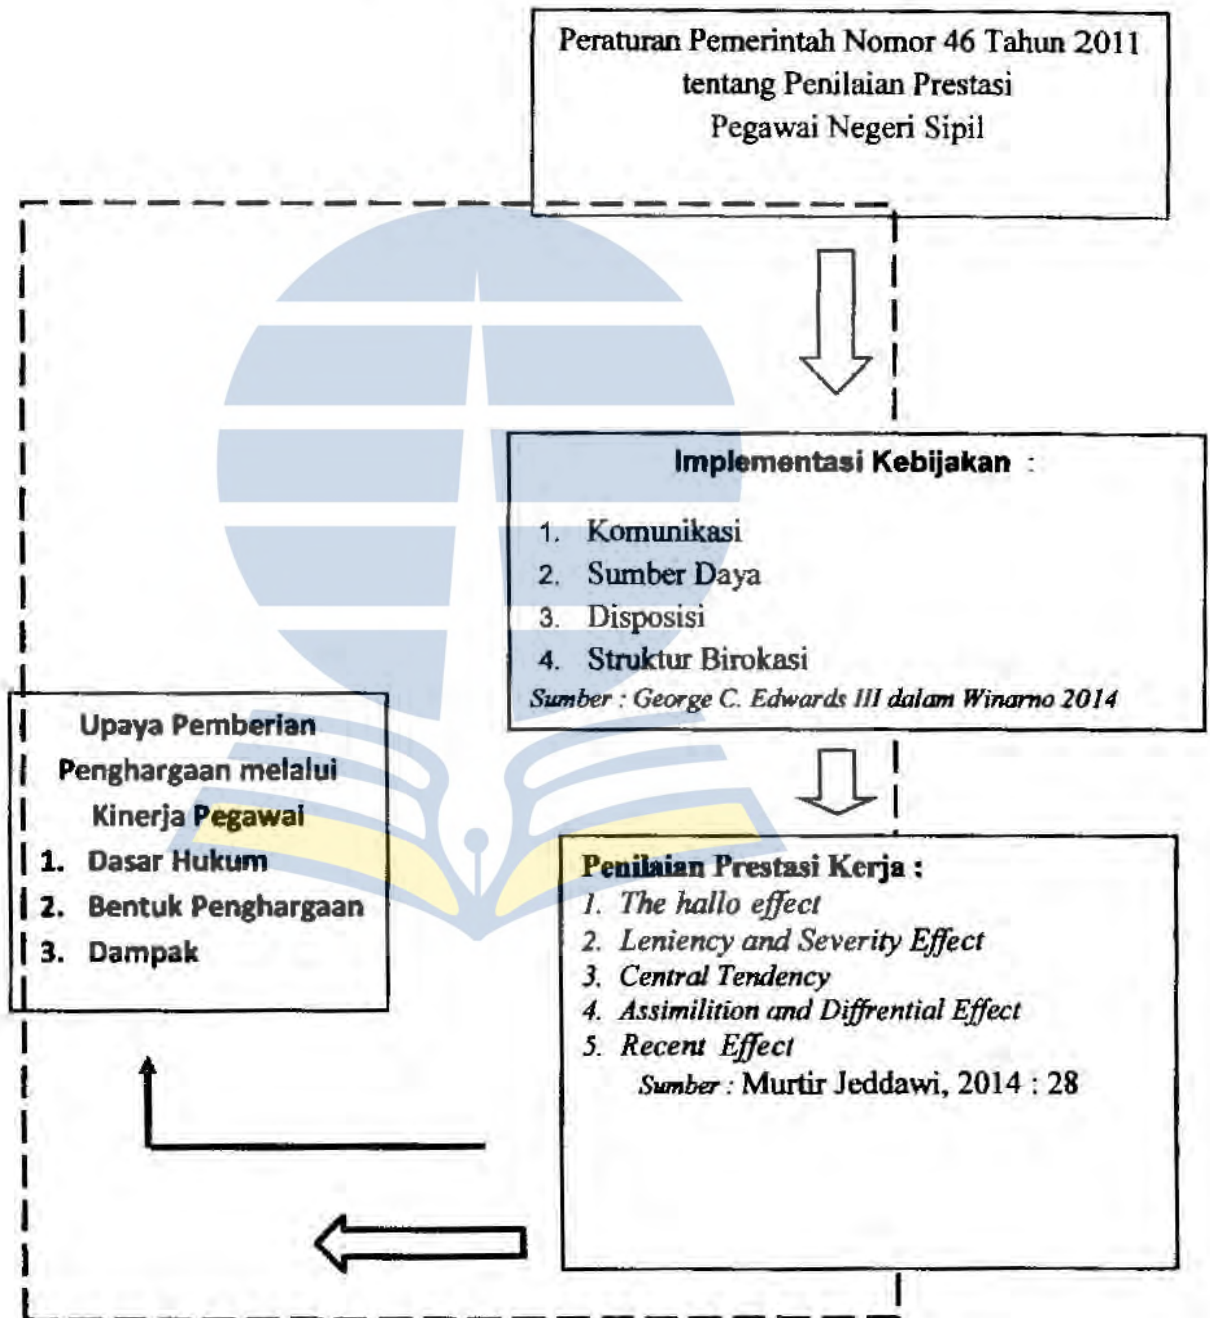 Peraturan Pemerintah Nomor 46 Tahun 2011
tentang Penilaian Prestasi
Pegawai Negeri Sipil
Implementasi Kebijakan :
1. Komunikasi
2. Sumber Daya
3. Disposisi
4. Struktur Birokasi
Sumber : George C. Edwards III dalam Winarno 2014
Upaya Pemberian
Penghargaan melalui
Kinerja Pegawai
1. Dasar Hukum
2. Bentuk Penghargaan
3. Dampak
Penilaian Prestasi Kerja :
1. The hallo effect
2. Leniency and Severity Effect
3. Central Tendency
4. Assimilition and Diffrential Effect
5. Recent Effect
Sumber : Murtir Jeddawi, 2014 : 28